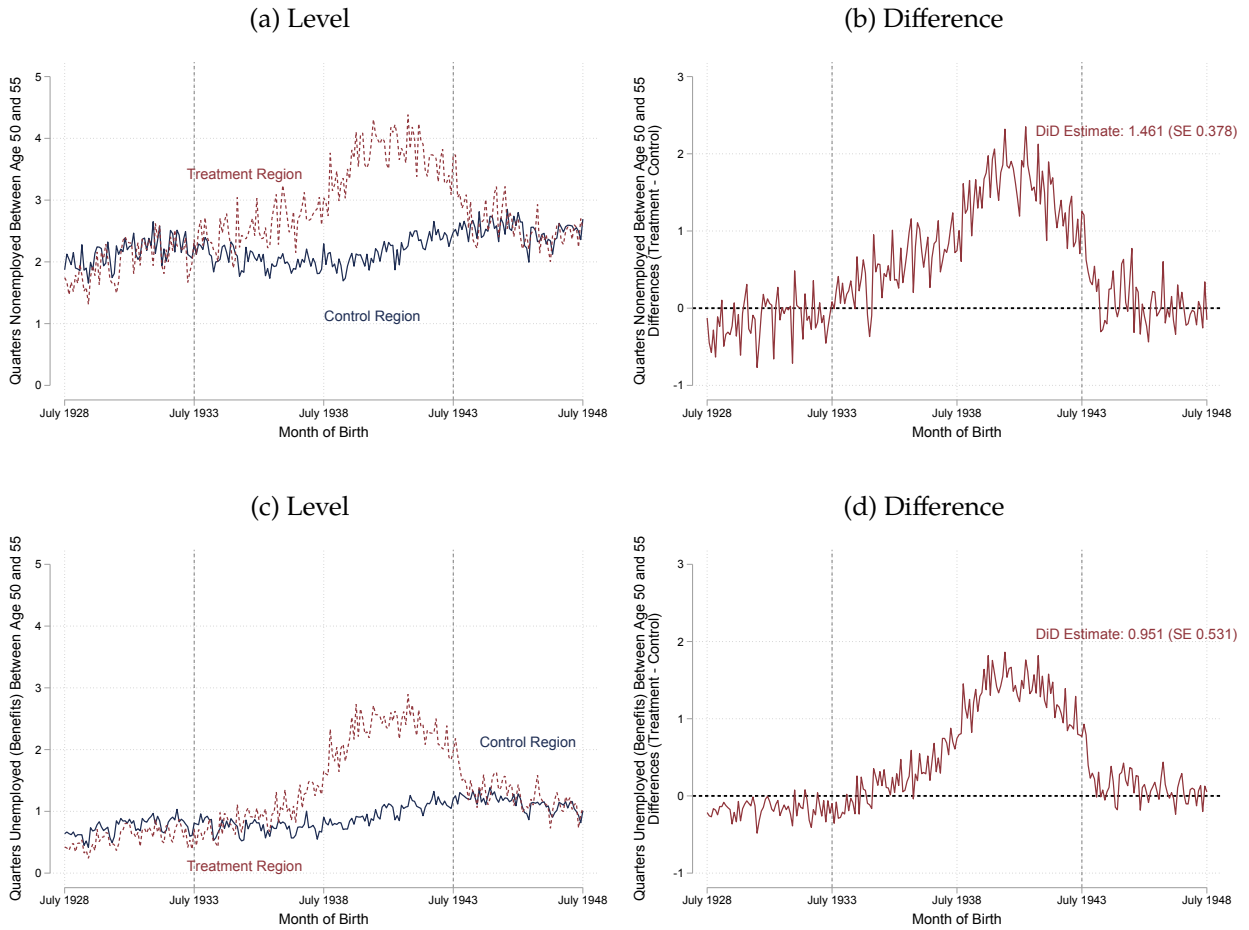 (a) Level
Quarters Nonemployed Between Age 50 and 55
5
4
3
2
1
0
Treatment Region
Control Region
July 1928
July 1933
July 1938
July 1943
July 1948
Month of Birth
(b) Difference
Quarters Nonemployed Between Age 50 and 55
Differences (Treatment - Control)
3
2
1
0
-1
DiD Estimate: 1.461 (SE 0.378)
July 1928
July 1933
July 1938
July 1943
July 1948
Month of Birth
(c) Level
Quarters Unemployed (Benefits) Between Age 50 and 55
5
4
3
2
1
0
Control Region
Treatment Region
July 1928
July 1933
July 1938
July 1943
July 1948
Month of Birth
(d) Difference
Quarters Unemployed (Benefits) Between Age 50 and 55
Differences (Treatment - Control)
3
2
1
0
-1
DiD Estimate: 0.951 (SE 0.531)
July 1928
July 1933
July 1938
July 1943
July 1948
Month of Birth